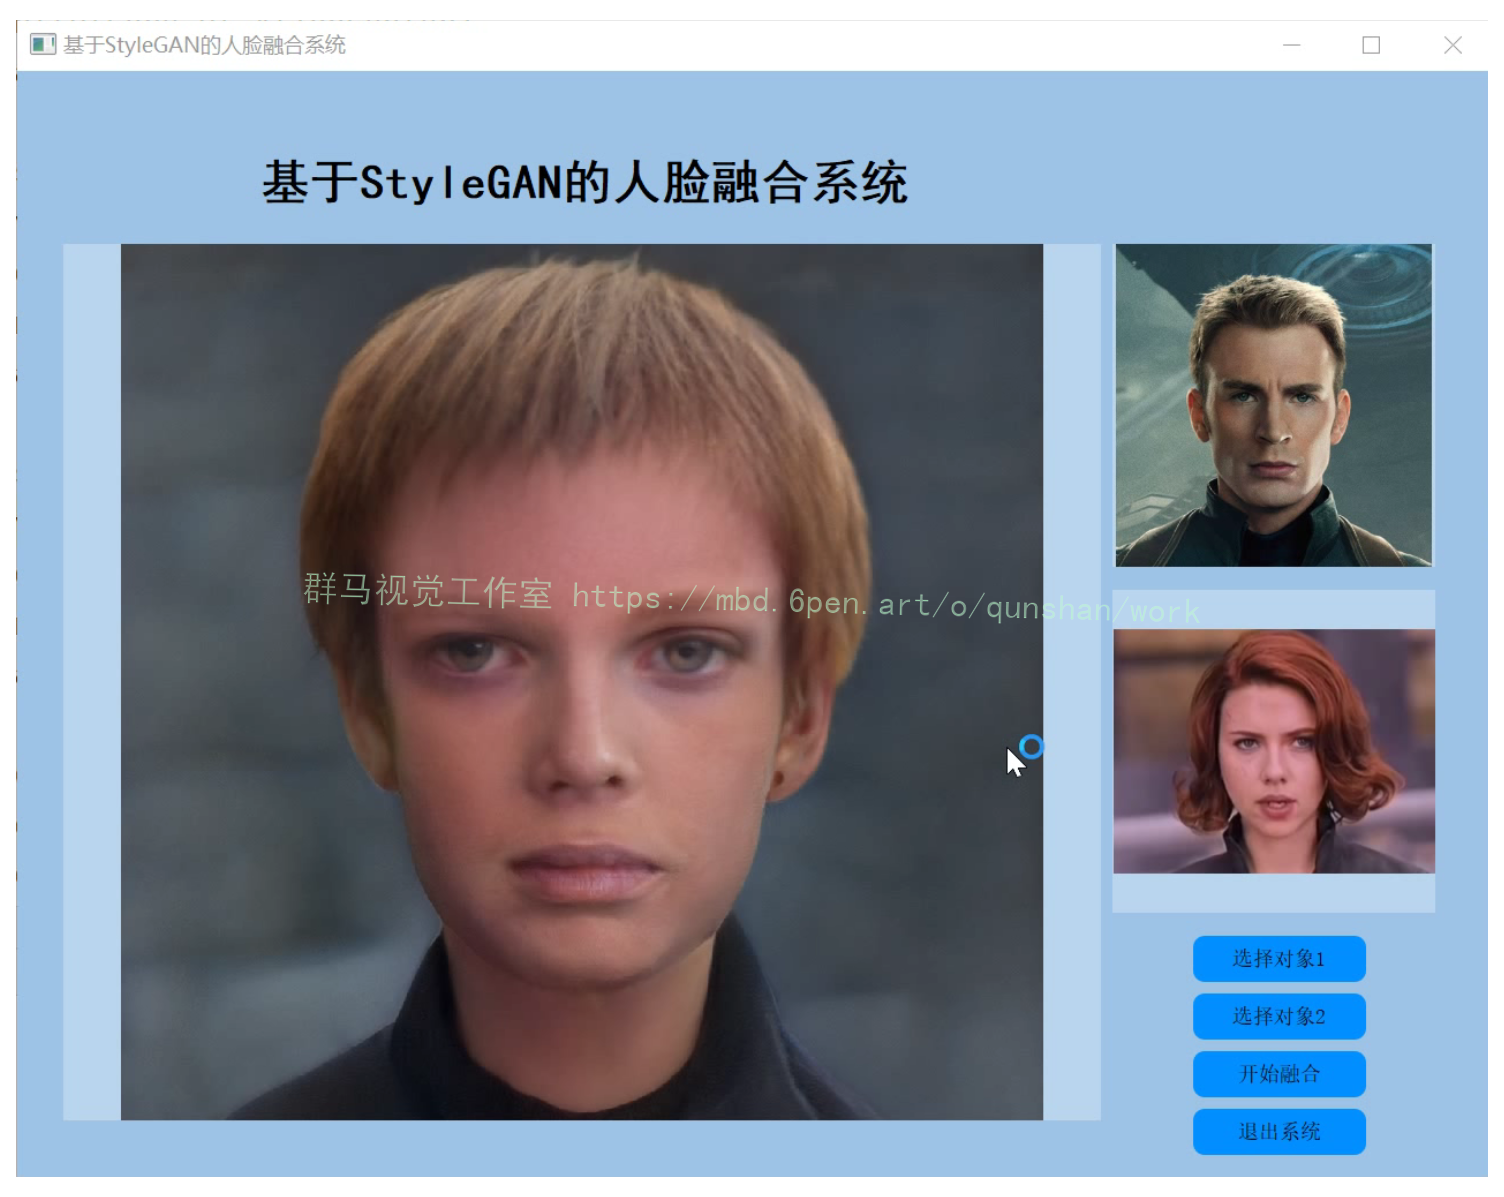 基于StyleGAN的人脸融合系统
基于StyleGAN的人脸融合系统
群马视觉工作室 https://mbd.6pen.art/o/qunshan/work
选择对象1
选择对象2
开始融合
退出系统